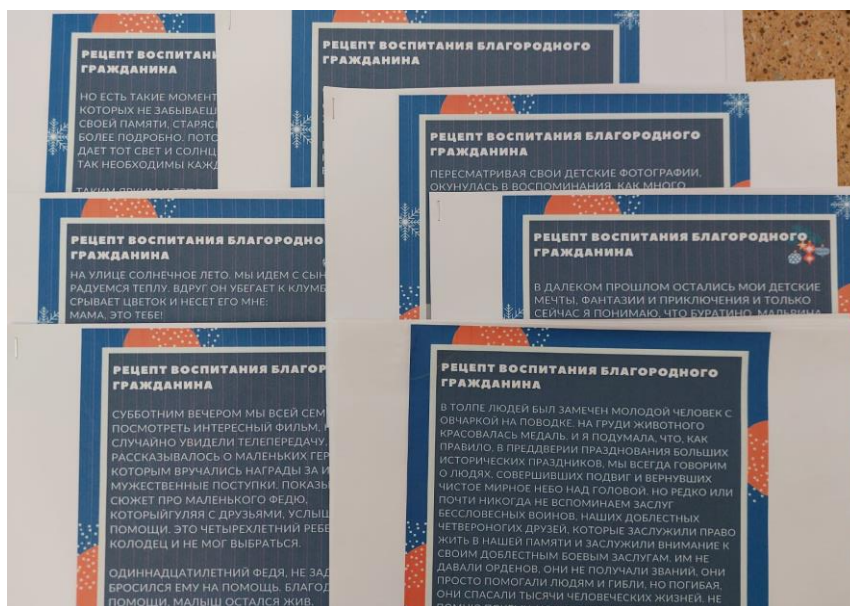 РЕЦЕПТ ВОСПИТАНИЯ
ГРАЖДАНИНА
НО ЕСТЬ ТАКИЕ
КОТОРЫХ НЕ
СВОЕЙ ПАМЯТИ,
БОЛЕЕ ПОДРОБНО.
ДАЕТ ТОТ СВЕТ И
ТАК НЕОБХОДИМЫ
РЕЦЕПТ ВОСПИТАНИЯ БЛАГОРОДНОГО
ГРАЖДАНИНА
РЕЦЕПТ ВОСПИТАНИЯ БЛАГОРОДНОГО
ГРАЖДАНИНА
ПЕРЕСМАТРИВАЯ СВОИ ДЕТСКИЕ ФОТОГРАФИИ,
ОКУНУЛАСЬ В ВОСПОМИНАНИЯ. КАК МНОГО
РЕЦЕПТ ВОСПИТАНИЯ БЛАГОРОДНО
ГРАЖДАНИНА
НА УЛИЦЕ СОЛНЕЧНОЕ ЛЕТО. МЫ ИДЕМ С СЫН
РАДУЕМСЯ ТЕПЛУ. ВДРУГ ОН УБЕГАЕТ К КЛУМБ
СРЫВАЕТ ЦВЕТОК И НЕСЕТ ЕГО МНЕ:
МАМА, ЭТО ТЕБЕ!
РЕЦЕПТ ВОСПИТАНИЯ БЛАГОРОДНОГО
ГРАЖДАНИНА
В ДАЛЕКОМ ПРОШЛОМ ОСТАЛИСЬ МОИ ДЕТСКИЕ
МЕЧТЫ, ФАНТАЗИИ И ПРИКЛЮЧЕНИЯ И ТОЛЬКО
СЕЙЧАС Я ПОНИМАЮ, ЧТО БУРАТИНО, МАЛЬВИНА
РЕЦЕПТ ВОСПИТАНИЯ БЛАГОР
ГРАЖДАНИНА
СУББОТНИМ ВЕЧЕРОМ МЫ ВСЕЙ СЕМ
ПОСМОТРЕТЬ ИНТЕРЕСНЫЙ ФИЛЬМ,
СЛУЧАЙНО УВИДЕЛИ ТЕЛЕПЕРЕДАЧУ,
РАССКАЗЫВАЛОСЬ О МАЛЕНЬКИХ ГЕР
КОТОРЫМ ВРУЧАЛИСЬ НАГРАДЫ ЗА И
МУЖЕСТВЕННЫЕ ПОСТУПКИ. ПОКАЗЫ
СЮЖЕТ ПРО МАЛЕНЬКОГО ФЕДЮ,
КОТОРЫЙГУЛЯЯ С ДРУЗЬЯМИ, УСЛЫШ
ПОМОЩИ. ЭТО ЧЕТЫРЕХЛЕТНИЙ РЕБЕ
КОЛОДЕЦ И НЕ МОГ ВЫБРАТЬСЯ.
ОДИННАДЦАТИЛЕТНИЙ ФЕДЯ, НЕ ЗАД
БРОСИЛСЯ ЕМУ НА ПОМОЩЬ. БЛАГОД
ПОМОЩИ, МАЛЫШ ОСТАЛСЯ ЖИВ.
РЕЦЕПТ ВОСПИТАНИЯ БЛАГОРОДНОГО
ГРАЖДАНИНА
В ТОЛПЕ ЛЮДЕЙ БЫЛ ЗАМЕЧЕН МОЛОДОЙ ЧЕЛОВЕК С
ОВЧАРКОЙ НА ПОВОДКЕ. НА ГРУДИ ЖИВОТНОГО
КРАСОВАЛАСЬ МЕДАЛЬ. И Я ПОДУМАЛА, ЧТО, КАК
ПРАВИЛО, В ПРЕДДВЕРИИ ПРАЗДНОВАНИЯ БОЛЬШИХ
ИСТОРИЧЕСКИХ ПРАЗДНИКОВ, МЫ ВСЕГДА ГОВОРИМ
О ЛЮДЯХ, СОВЕРШИВШИХ ПОДВИГ И ВЕРНУВШИХ
ЧИСТОЕ МИРНОЕ НЕБО НАД ГОЛОВОЙ. НО РЕДКО ИЛИ
ПОЧТИ НИКОГДА НЕ ВСПОМИНАЕМ ЗАСЛУГ
БЕССЛОВЕСНЫХ ВОИНОВ, НАШИХ ДОБЛЕСТНЫХ
ЧЕТВЕРОНОГИХ ДРУЗЕЙ, КОТОРЫЕ ЗАСЛУЖИЛИ ПРАВО
ЖИТЬ В НАШЕЙ ПАМЯТИ И ЗАСЛУЖИЛИ ВНИМАНИЕ К
СВОИМ ДОБЛЕСТНЫМ БОЕВЫМ ЗАСЛУГАМ. ИМ НЕ
ДАВАЛИ ОРДЕНОВ, ОНИ НЕ ПОЛУЧАЛИ ЗВАНИЙ, ОНИ
ПРОСТО ПОМОГАЛИ ЛЮДЯМ И ГИБЛИ, НО ПОГИБАЯ,
ОНИ СПАСАЛИ ТЫСЯЧИ ЧЕЛОВЕЧЕСКИХ ЖИЗНЕЙ. НЕ